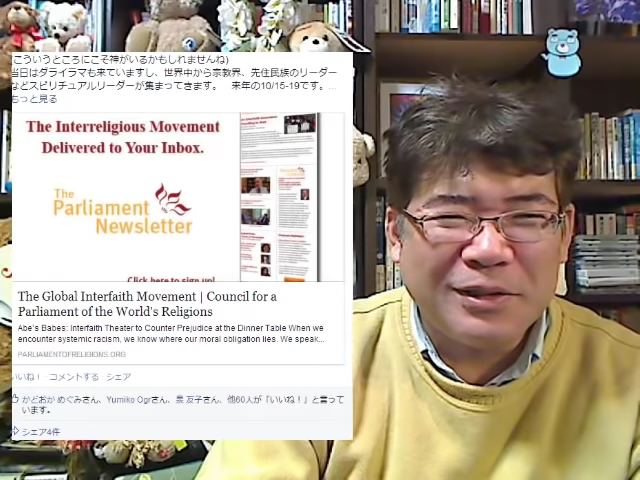 こういうところにこそ神がいるかもしれませんね)
当日はダライラマも来ていますし、世界中から宗教界、先住民族のリーダー
などスピリチュアルリーダーが集まってきます。 来年の10/15-19です。...
もっと見る
The Interreligious Movement
Delivered to Your Inbox.
The
Parliament
Newsletter
Click here to sign up!
The Global Interfaith Movement | Council for a
Parliament of the World's Religions
Abe's Babes: Interfaith Theater to Counter Prejudice at the Dinner Table When we
encounter systemic racism, we know where our moral obligation lies. We speak...
PARLIAMENTOFRELIGIONS.ORG
いいね! · コメントする · シェア
かどおか めぐみさん、Yumiko Ogrさん、泉 友子さん、他60人が「いいね!」と言って
います。
シェア4件